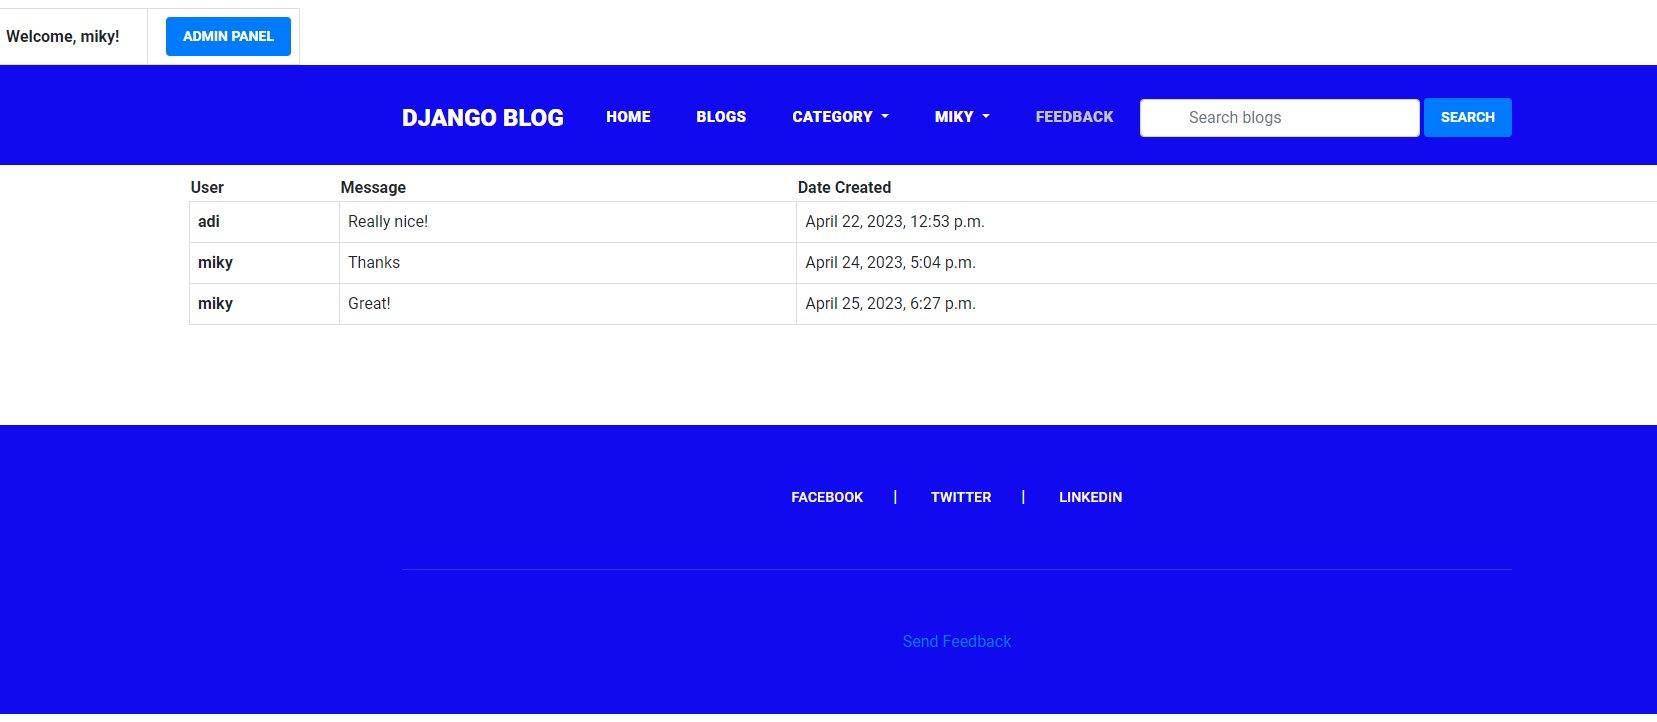 Welcome, miky! ADMIN PANEL
DJANGO BLOG HOME BLOGS CATEGORY MIKY FEEDBACK Search blogs SEARCH
User Message Date Created
adi Really nice! April 22, 2023, 12:53 p.m.
miky Thanks April 24, 2023, 5:04 p.m.
miky Great! April 25, 2023, 6:27 p.m.
FACEBOOK | TWITTER | LINKEDIN
Send Feedback